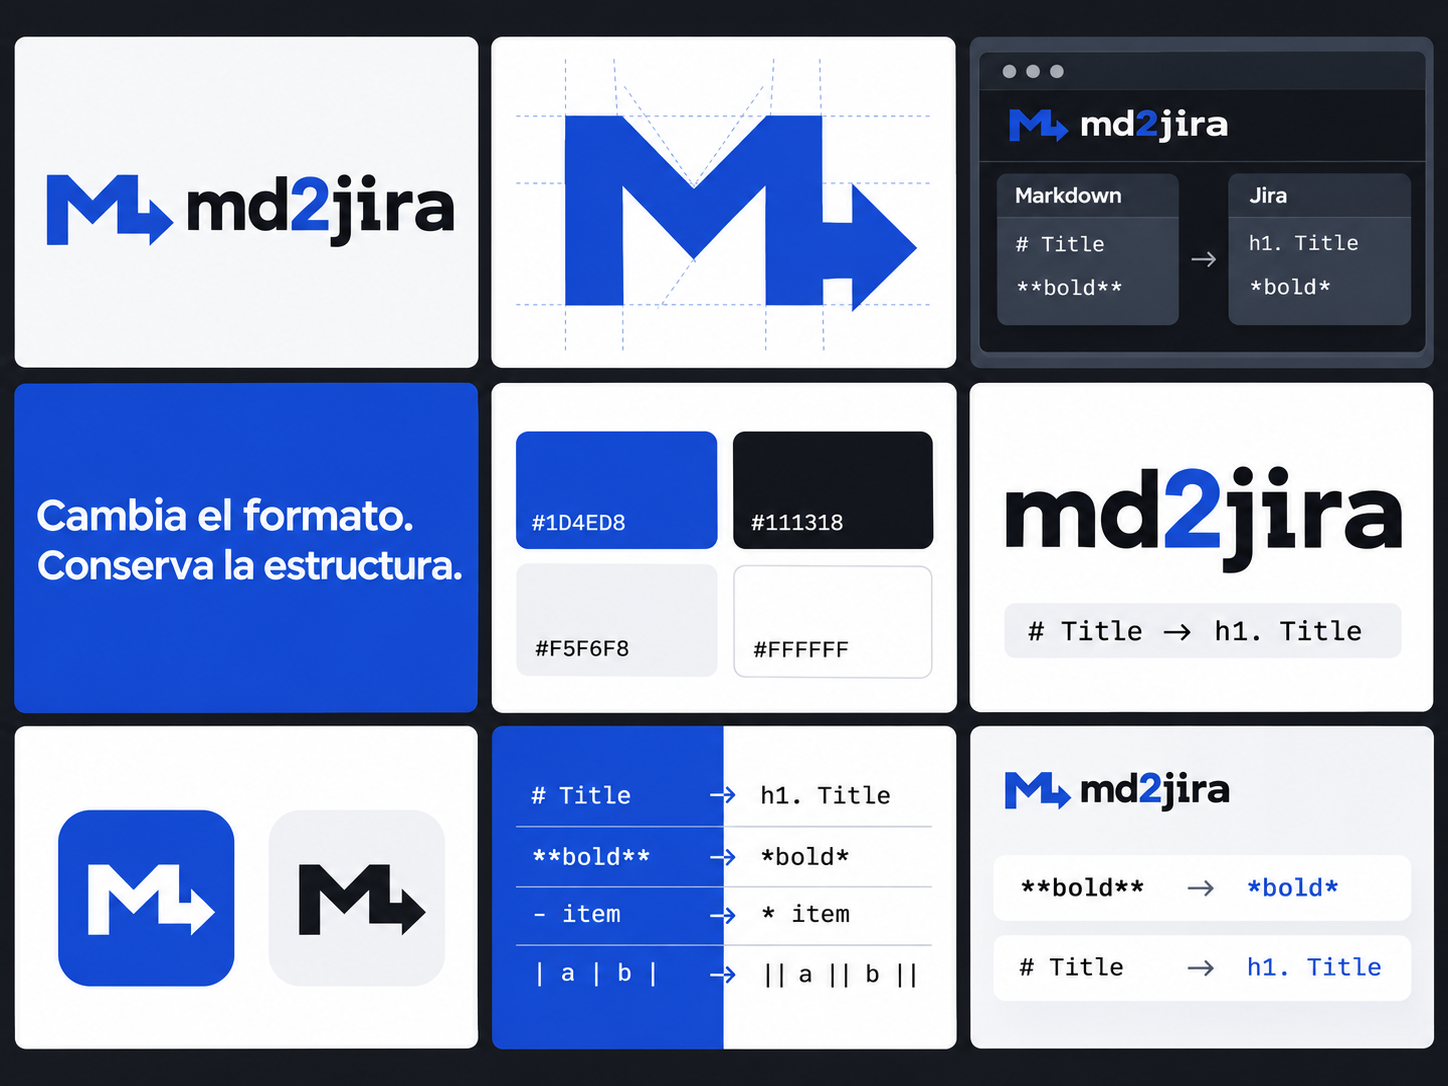 md2jira
md2jira
Markdown
# Title
**bold**
→
Jira
h1. Title
*bold*
Cambia el formato.
Conserva la estructura.
#1D4ED8
#111318
#F5F6F8
#FFFFFF
md2jira
# Title → h1. Title
# Title → h1. Title
**bold** → *bold*
- item → * item
| a | b | → || a || b ||
md2jira
**bold** → *bold*
# Title → h1. Title